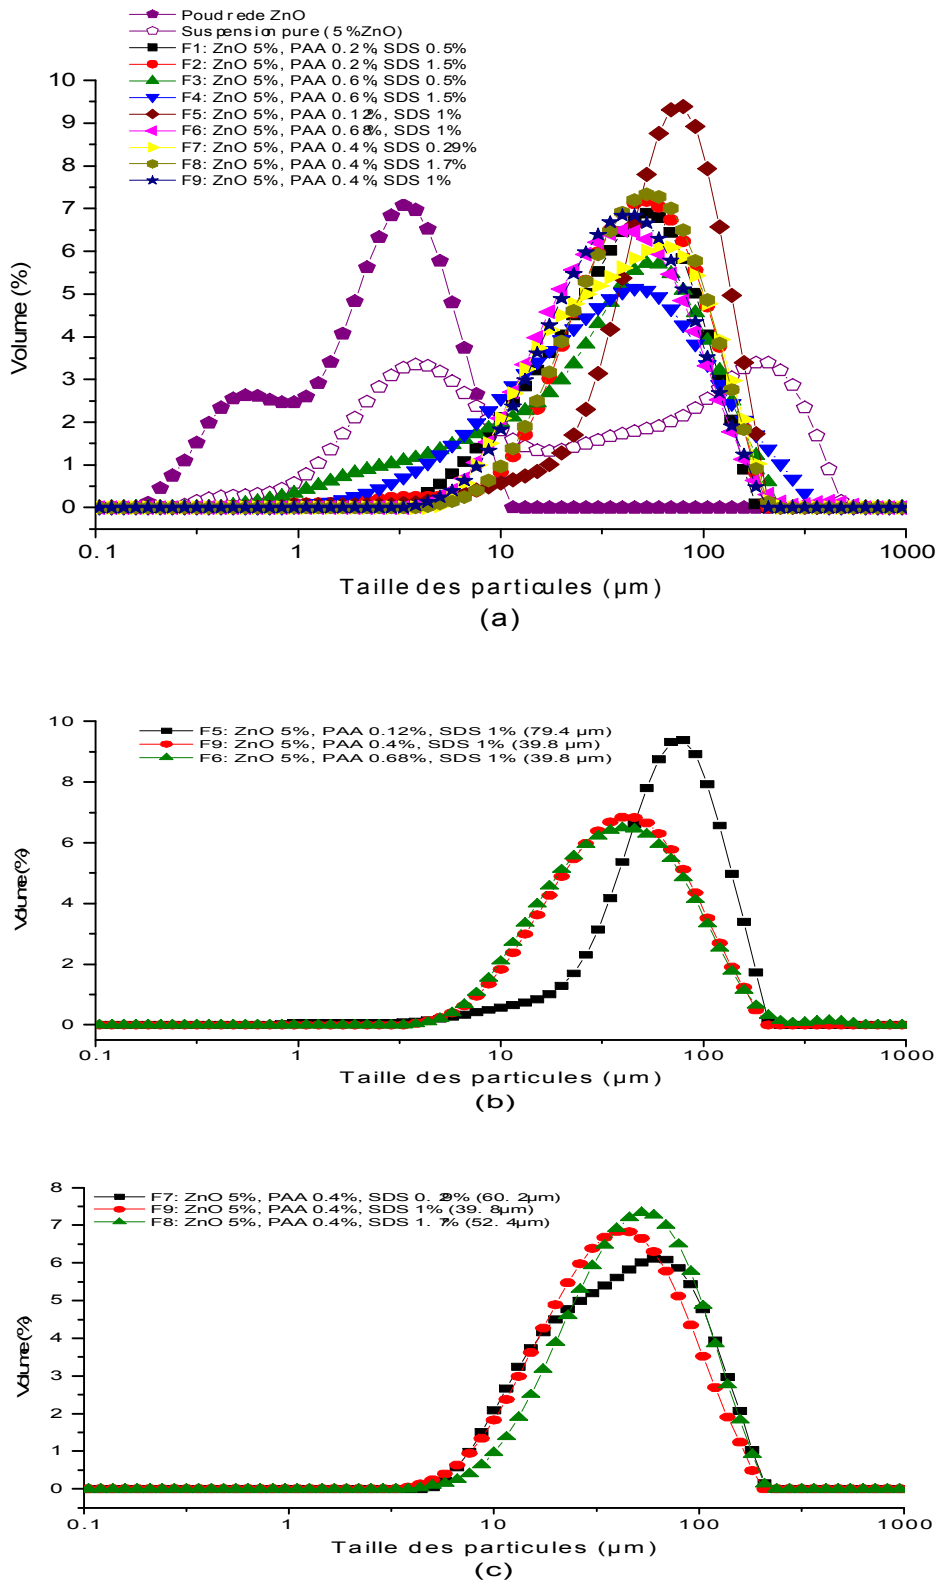 Poudre de ZnO
Suspension pure (5%ZnO)
F1: ZnO 5%, PAA 0.2%, SDS 0.5%
F2: ZnO 5%, PAA 0.2%, SDS 1.5%
F3: ZnO 5%, PAA 0.6%, SDS 0.5%
F4: ZnO 5%, PAA 0.6%, SDS 1.5%
F5: ZnO 5%, PAA 0.12%, SDS 1%
F6: ZnO 5%, PAA 0.68%, SDS 1%
F7: ZnO 5%, PAA 0.4%, SDS 0.29%
F8: ZnO 5%, PAA 0.4%, SDS 1.7%
F9: ZnO 5%, PAA 0.4%, SDS 1%
10
9
8
7
6
5
4
3
2
1
0
Volume (%)
0.1 1 10 100 1000
Taille des particules (µm)
(a)
F5: ZnO 5%, PAA 0.12%, SDS 1% (79.4 µm)
F9: ZnO 5%, PAA 0.4%, SDS 1% (39.8 µm)
F6: ZnO 5%, PAA 0.68%, SDS 1% (39.8 µm)
10
8
6
4
2
0
Volume(%)
0.1 1 10 100 1000
Taille des particules (µm)
(b)
F7: ZnO 5%, PAA 0.4%, SDS 0.29% (60.2µm)
F9: ZnO 5%, PAA 0.4%, SDS 1% (39.8µm)
F8: ZnO 5%, PAA 0.4%, SDS 1.7% (52.4µm)
8
7
6
5
4
3
2
1
0
Volume(%)
0.1 1 10 100 1000
Taille des particules (µm)
(c)